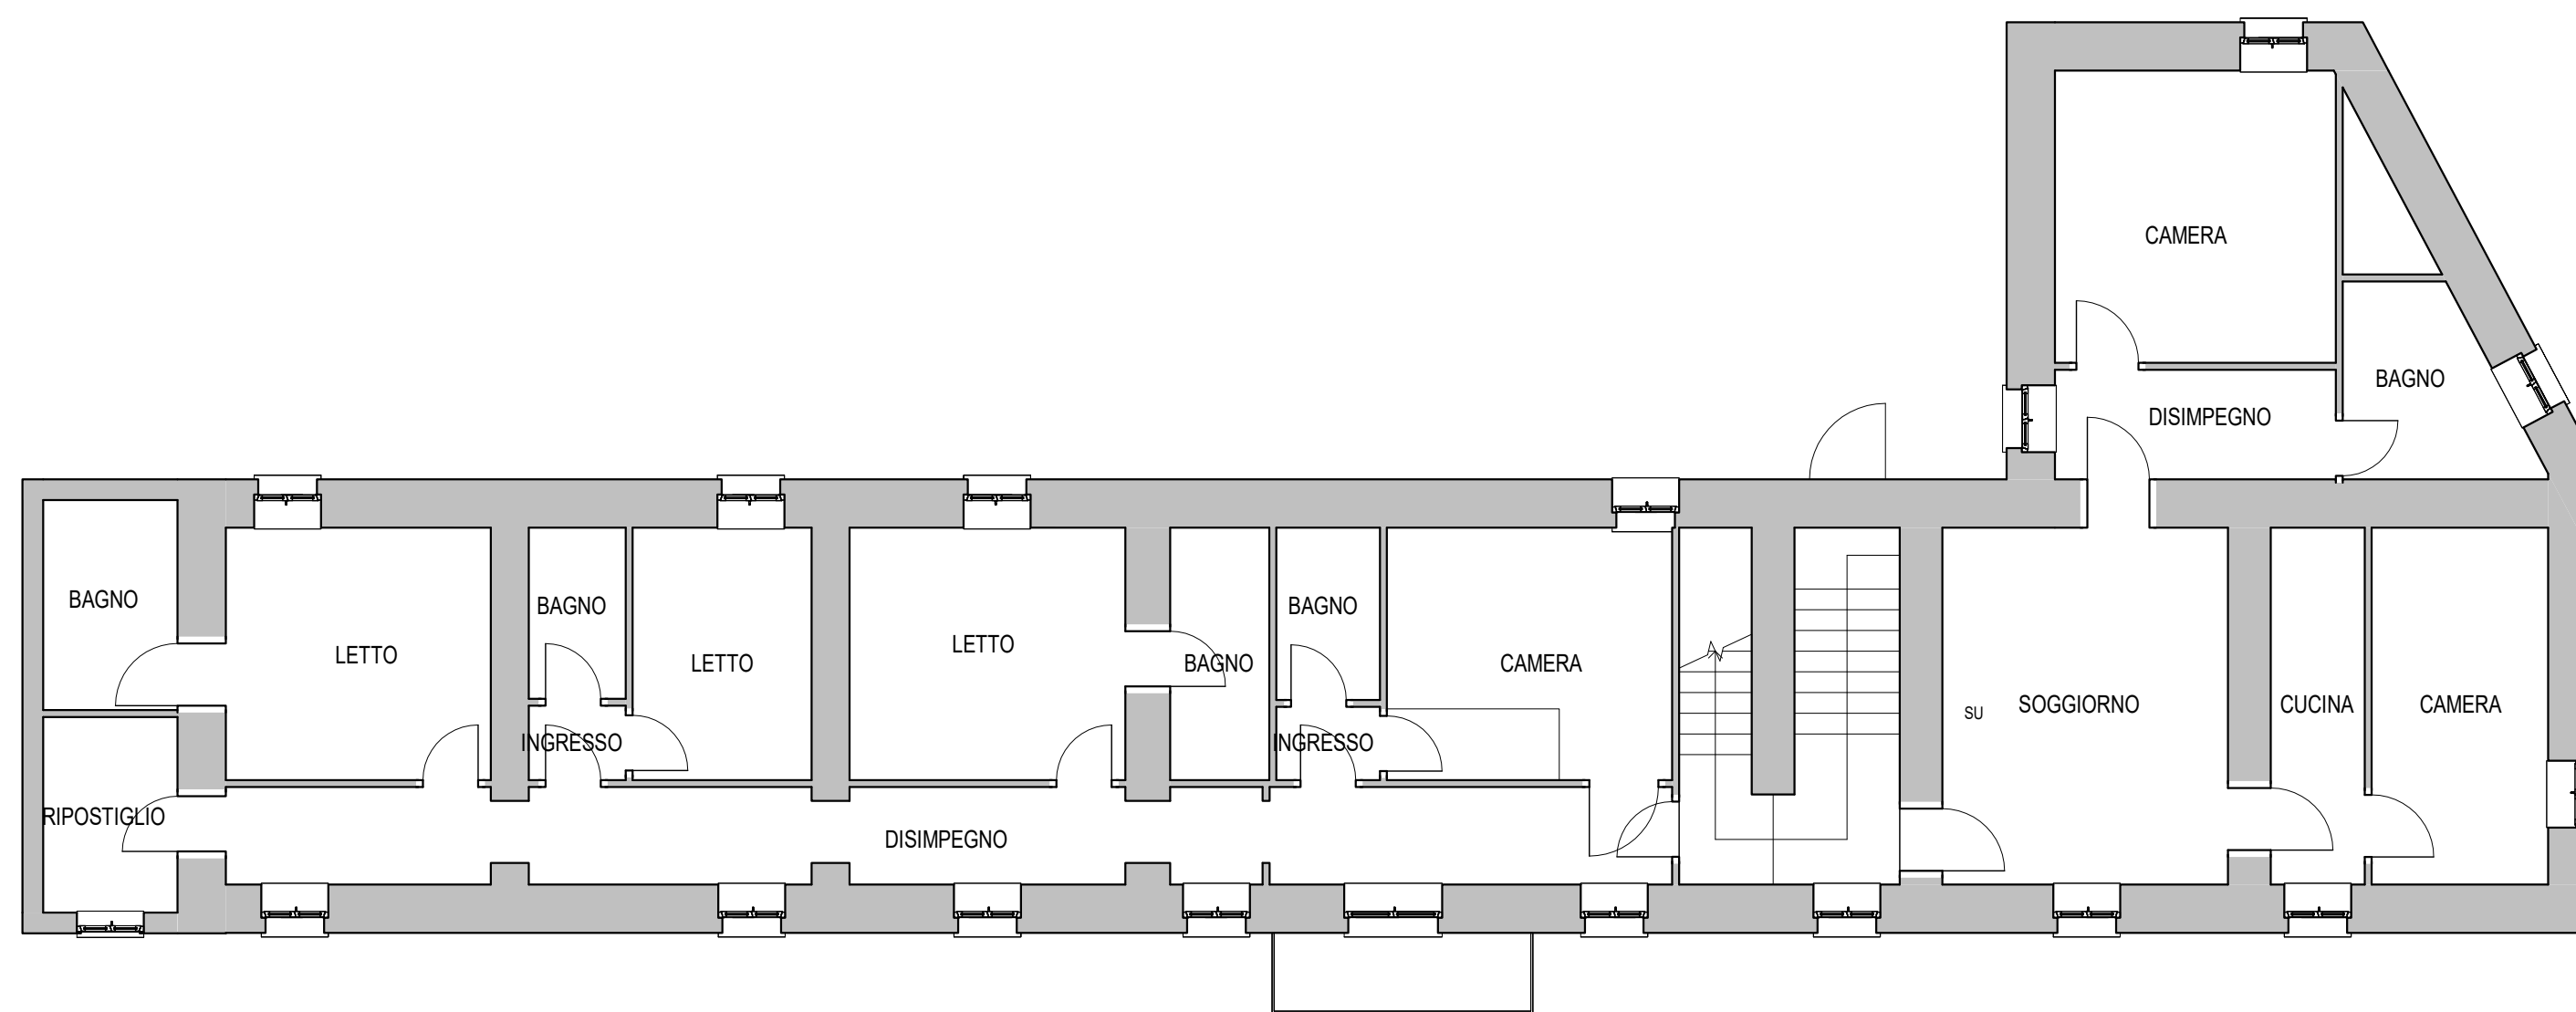 CAMERA
BAGNO
DISIMPEGNO
BAGNO
LETTO
BAGNO
LETTO
LETTO
BAGNO
BAGNO
CAMERA
SU
SOGGIORNO
CUCINA
CAMERA
INGRESSO
INGRESSO
RIPOSTIGLIO
DISIMPEGNO